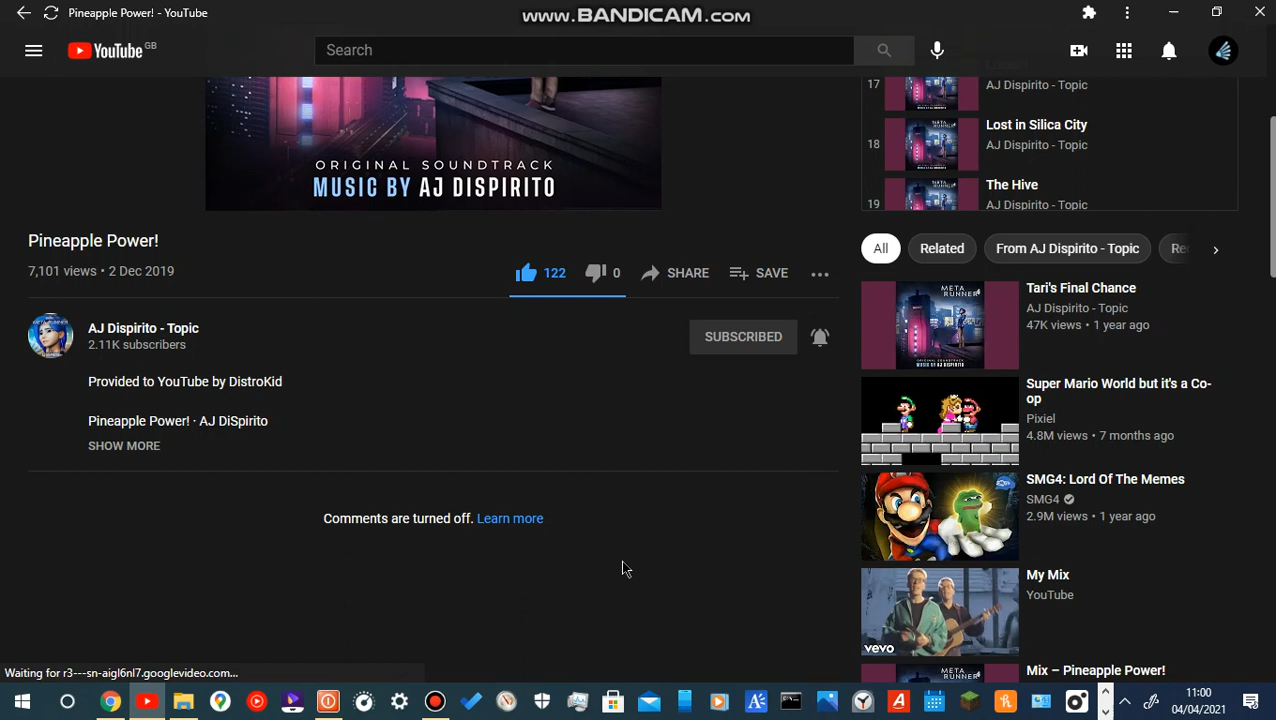 Pineapple Power! - YouTube
www.BANDICAM.com
YouTube GB
Search
17
AJ Dispirito - Topic
18
Lost in Silica City
AJ Dispirito - Topic
19
The Hive
AJ Dispirito - Topic
ORIGINAL SOUNDTRACK
MUSIC BY AJ DISPIRITO
Pineapple Power!
7,101 views • 2 Dec 2019
122
0
SHARE
SAVE
All
Related
From AJ Dispirito - Topic
AJ Dispirito - Topic
2.11K subscribers
SUBSCRIBED
Provided to YouTube by DistroKid
Pineapple Power! · AJ DiSpirito
SHOW MORE
Comments are turned off. Learn more
META RUNNER
Tari's Final Chance
AJ Dispirito - Topic
47K views • 1 year ago
Super Mario World but it's a Co-
op
Pixiel
4.8M views • 7 months ago
SMG4: Lord Of The Memes
SMG4
2.9M views • 1 year ago
vevo
My Mix
YouTube
Mix – Pineapple Power!
Waiting for r3---sn-aigl6nl7.googlevideo.com...
11:00
04/04/2021